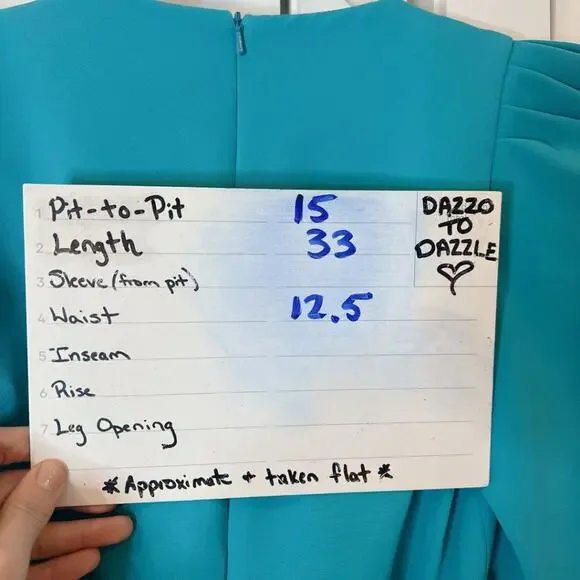 1 Pit-to-Pit 15
2 Length 33
3 Sleeve (from pit)
4 Waist 12.5
5 Inseam
6 Rise
7 Leg Opening
*Approximate + taken flat*
DAZZO
TO
DAZZLE